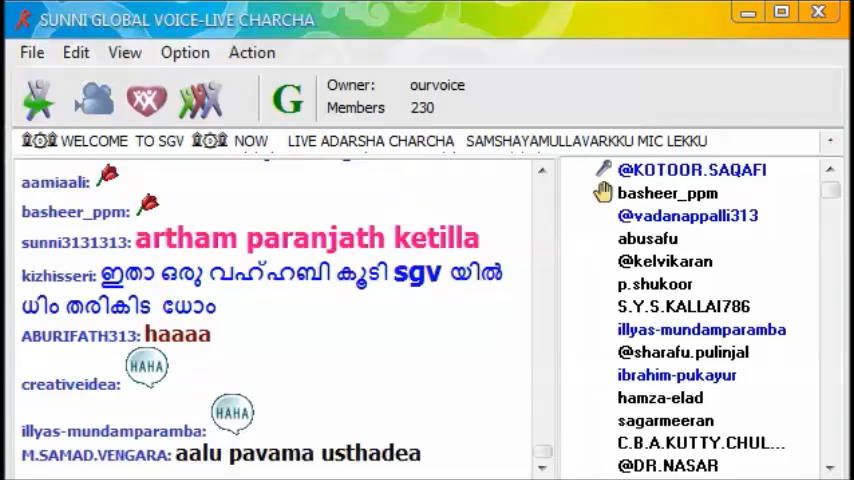 SUNNI GLOBAL VOICE-LIVE CHARCHA
File Edit View Option Action
G
Owner: ourvoice
Members 230
WELCOME TO SGV NOW LIVE ADARSHA CHARCHA SAMSHAYAMULLAVARKKU MIC LEKKU
aamiaali:
basheer_ppm:
sunni3131313: artham paranjath ketilla
kizhisseri: ഇതാ ഒരു വഹ്ഹബി കൂടി sgv യിൽ
ധിം തരികിട ധോം
ABURIFATH313: haaaa
HAHA
creativeidea:
HAHA
illyas-mundamparamba:
M.SAMAD.VENGARA: aalu pavama usthadea
@KOTOOR.SAQAFI
basheer_ppm
@vadanappalli313
abusafu
@kelvikaran
p.shukoor
S.Y.S.KALLAI786
illyas-mundamparamba
@sharafu.pulinjal
ibrahim-pukayur
hamza-elad
sagarmeeran
C.B.A.KUTTY.CHUL...
@DR.NASAR